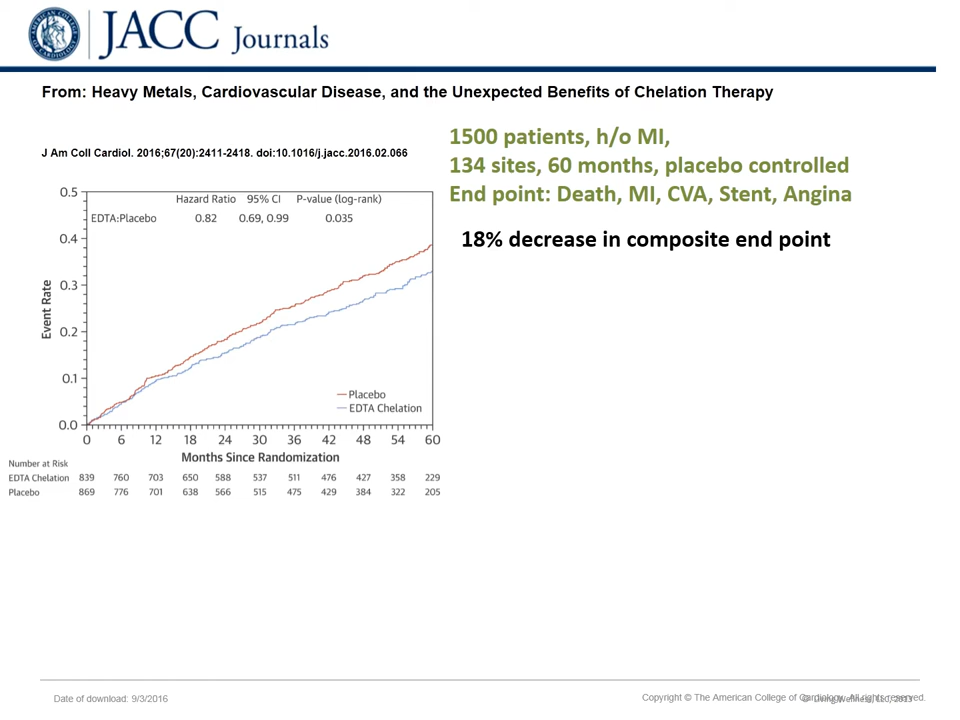 JACC Journals
From: Heavy Metals, Cardiovascular Disease, and the Unexpected Benefits of Chelation Therapy
1500 patients, h/o MI,
134 sites, 60 months, placebo controlled
End point: Death, MI, CVA, Stent, Angina
18% decrease in composite end point
J Am Coll Cardiol. 2016;67(20):2411-2418. doi:10.1016/j.jacc.2016.02.066
Hazard Ratio 95% CI P-value (log-rank)
EDTA:Placebo 0.82 0.69, 0.99 0.035
0.5
0.4
0.3
0.2
0.1
0.0
Event Rate
Placebo
EDTA Chelation
0 6 12 18 24 30 36 42 48 54 60
Months Since Randomization
Number at Risk
EDTA Chelation 839 760 703 650 588 537 511 476 427 358 229
Placebo 869 776 701 638 566 515 475 429 384 322 205
Date of download: 9/3/2016
Copyright © The American College of Cardiology. All rights reserved.